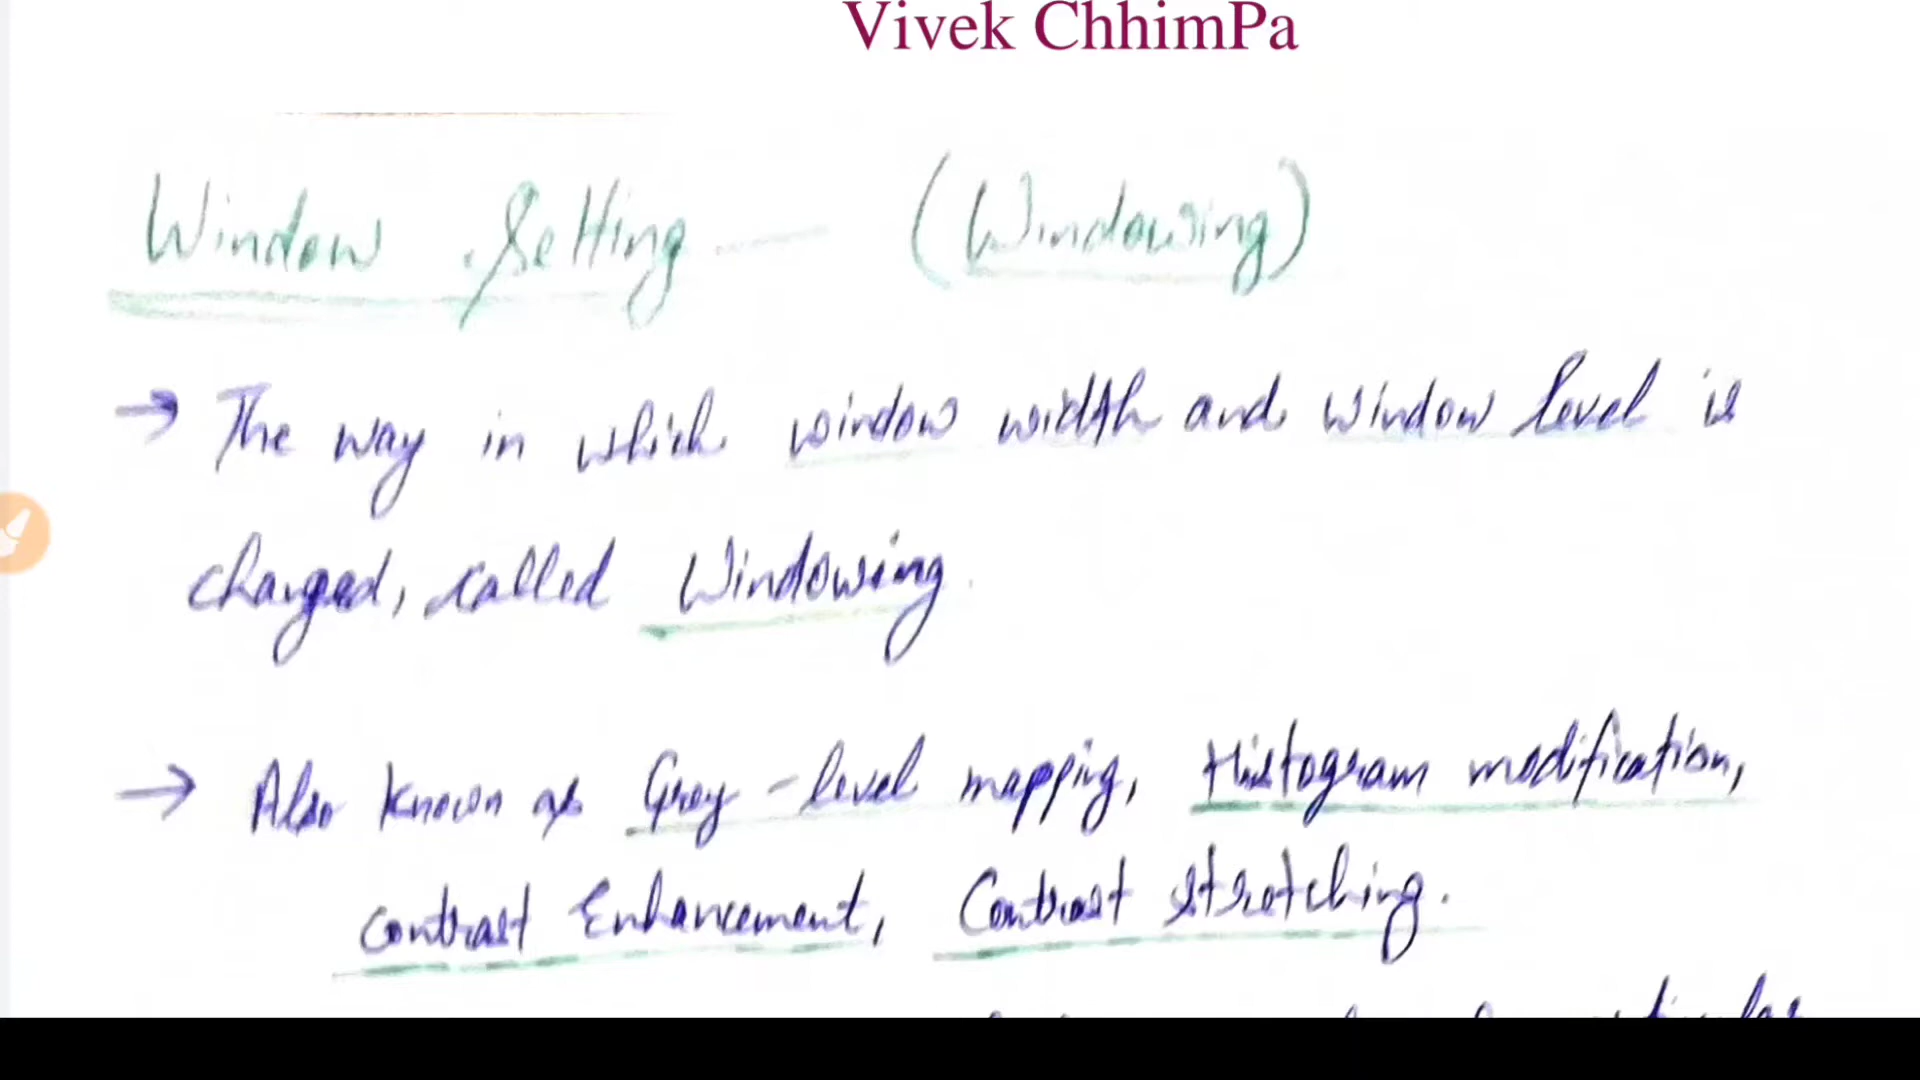 Vivek ChhimPa
Window Setting - (Windowing)
→ The way in which window width and window level is
changed, called Windowing.
→ Also known as Grey-level mapping, Histogram modification,
contrast Enhancement, Contrast stretching.